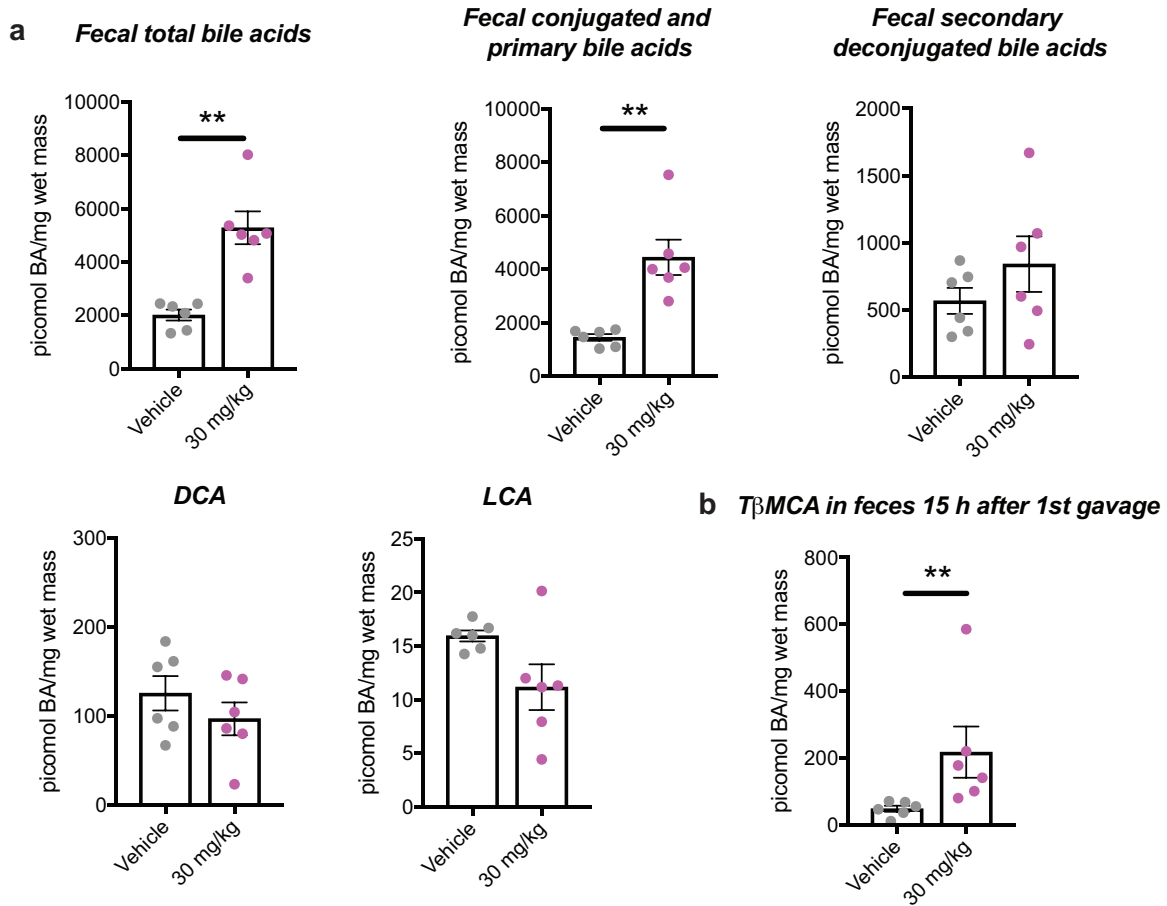 a
Fecal total bile acids
picomol BA/mg wet mass
10000
8000
6000
4000
2000
0
**
Vehicle
30 mg/kg
Fecal conjugated and
primary bile acids
picomol BA/mg wet mass
10000
8000
6000
4000
2000
0
**
Vehicle
30 mg/kg
Fecal secondary
deconjugated bile acids
picomol BA/mg wet mass
2000
1500
1000
500
0
Vehicle
30 mg/kg
DCA
picomol BA/mg wet mass
300
200
100
0
Vehicle
30 mg/kg
LCA
picomol BA/mg wet mass
25
20
15
10
5
0
Vehicle
30 mg/kg
b
TβMCA in feces 15 h after 1st gavage
picomol BA/mg wet mass
800
600
400
200
0
**
Vehicle
30 mg/kg